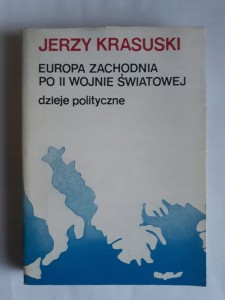 JERZY KRASUSKI
EUROPA ZACHODNIA
PO II WOJNIE ŚWIATOWEJ
dzieje polityczne